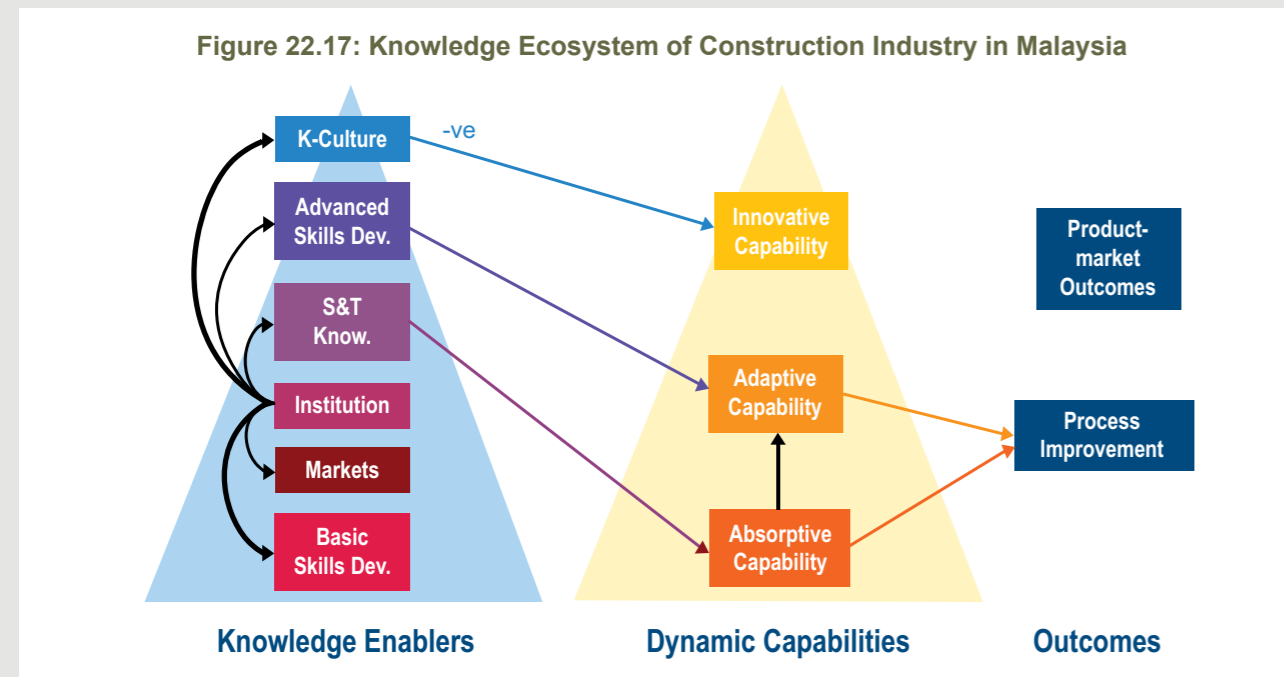 Figure 22.17: Knowledge Ecosystem of Construction Industry in Malaysia
K-Culture
-ve
Advanced
Skills Dev.
S&T
Know.
Institution
Markets
Basic
Skills Dev.
Innovative
Capability
Adaptive
Capability
Absorptive
Capability
Product-
market
Outcomes
Process
Improvement
Knowledge Enablers
Dynamic Capabilities
Outcomes